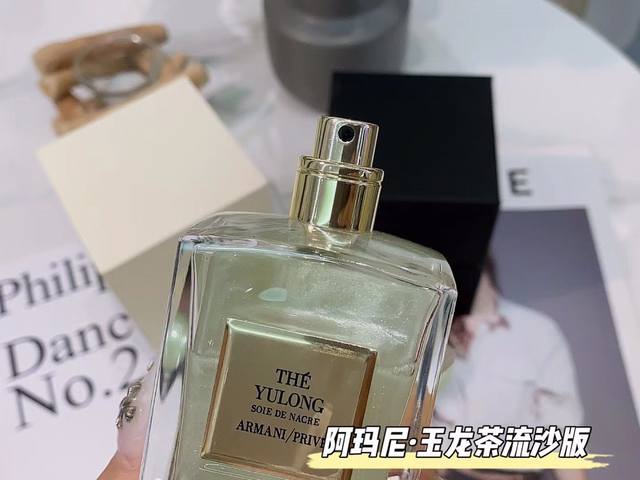 E
Philip
Danc
No.2
THÉ
YULONG
SOIE DE NACRE
ARMANI/PRIVÉ
阿玛尼·玉龙茶流沙版